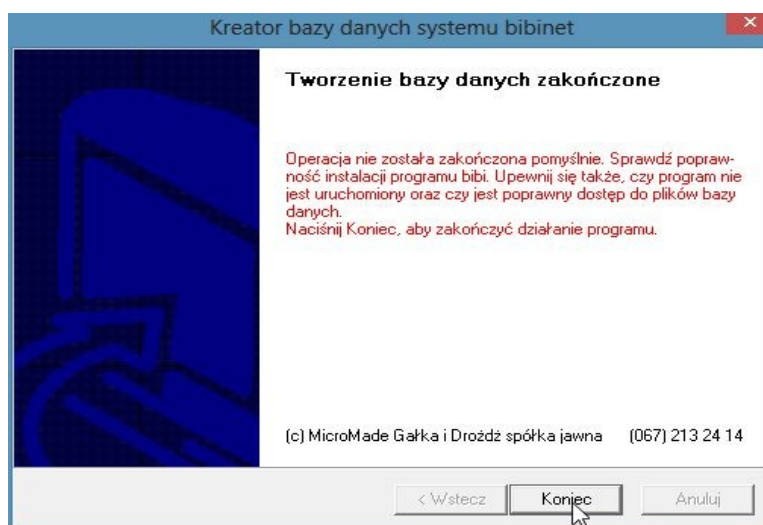 Kreator bazy danych systemu bibinet
Tworzenie bazy danych zakończone
Operacja nie została zakończona pomyślnie. Sprawdź popraw-
ność instalacji programu bibi. Upewnij się także, czy program nie
jest uruchomiony oraz czy jest poprawny dostęp do plików bazy
danych.
Naciśnij Koniec, aby zakończyć działanie programu.
(c) MicroMade Gałka i Drożdż spółka jawna (067) 213 24 14
< Wstecz Koniec Anuluj